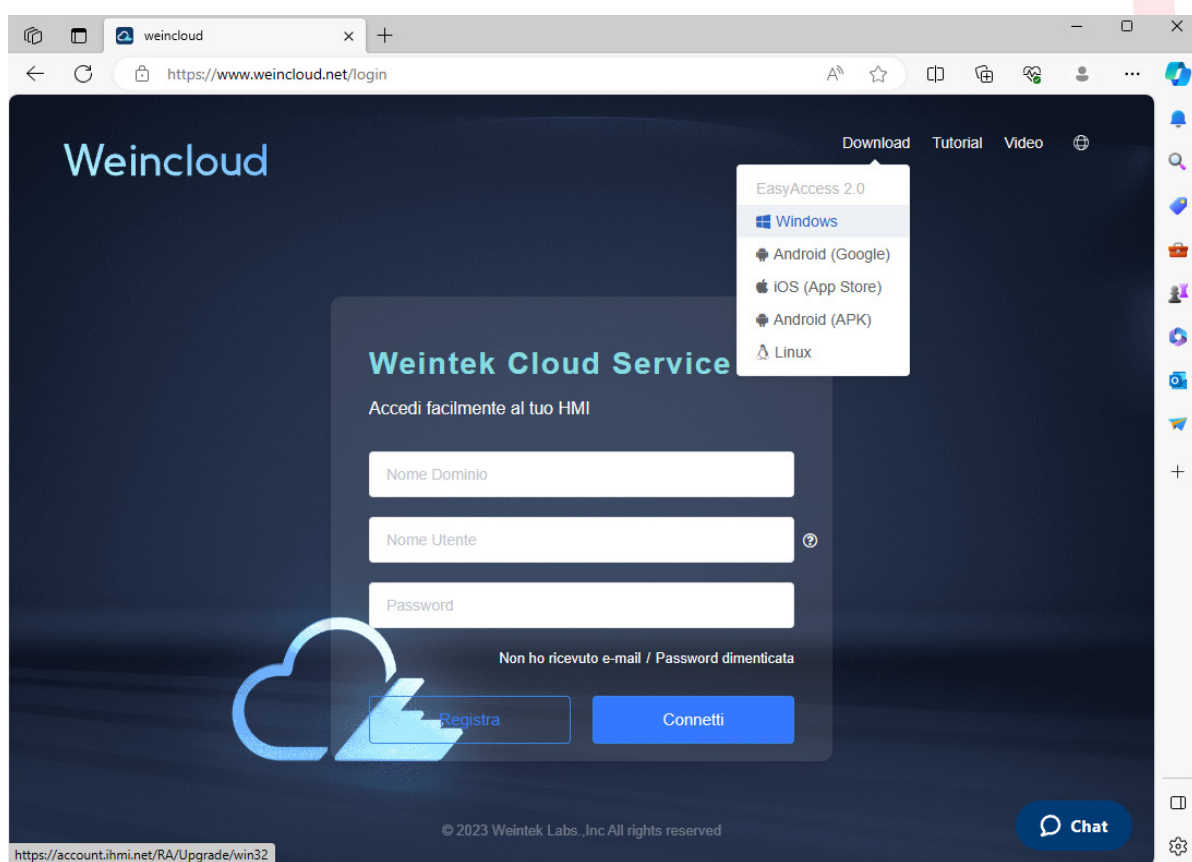 weincloud
https://www.weincloud.net/login
Weincloud
Download Tutorial Video
EasyAccess 2.0
Windows
Android (Google)
iOS (App Store)
Android (APK)
Linux
Weintek Cloud Service
Accedi facilmente al tuo HMI
Nome Dominio
Nome Utente
Password
Non ho ricevuto e-mail / Password dimenticata
Registra Connetti
© 2023 Weintek Labs.,Inc All rights reserved
Chat
https://account.ihmi.net/RA/Upgrade/win32